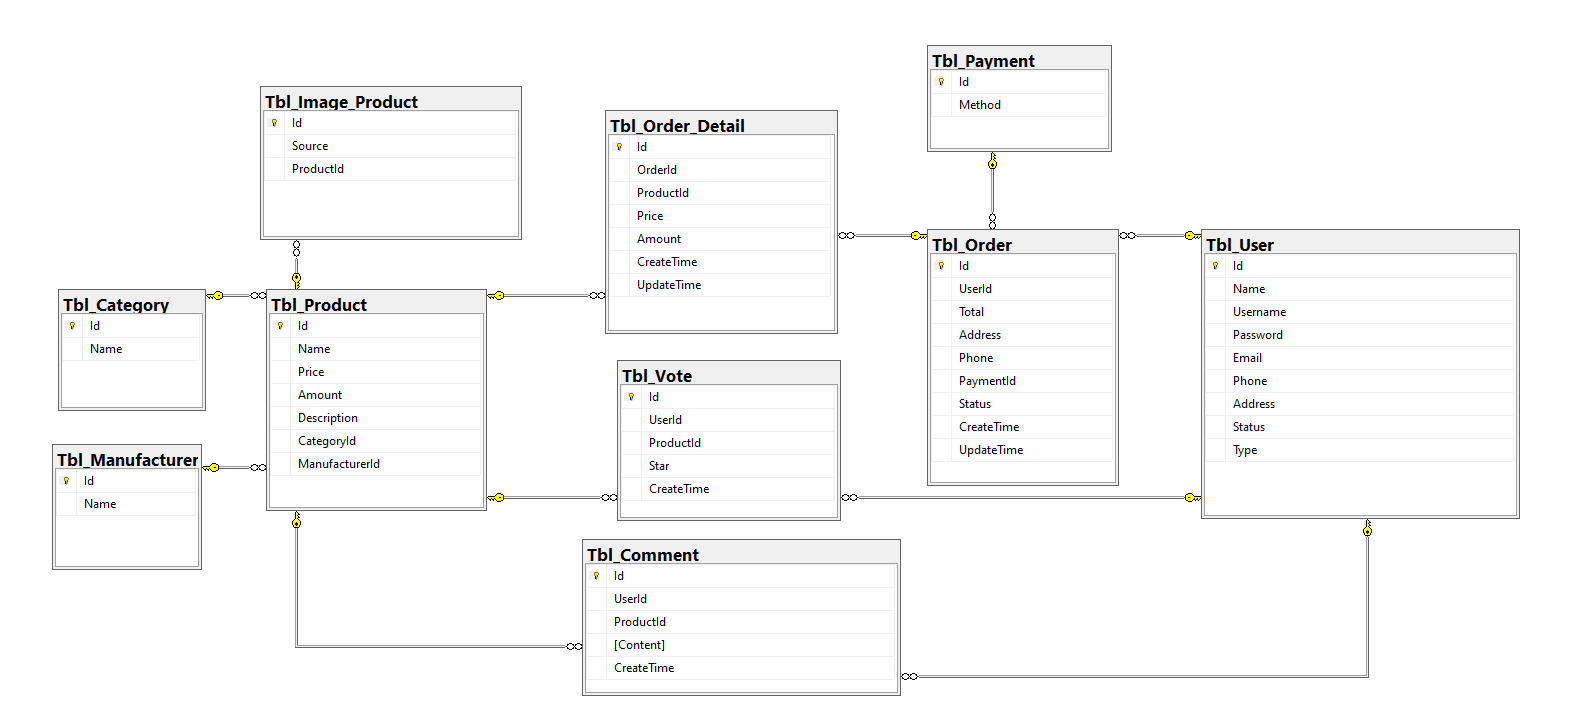 Tbl_Payment
Id
Method
Tbl_Image_Product
Id
Source
ProductId
Tbl_Order_Detail
Id
OrderId
ProductId
Price
Amount
CreateTime
UpdateTime
Tbl_Order
Id
UserId
Total
Address
Phone
PaymentId
Status
CreateTime
UpdateTime
Tbl_User
Id
Name
Username
Password
Email
Phone
Address
Status
Type
Tbl_Category
Id
Name
Tbl_Product
Id
Name
Price
Amount
Description
CategoryId
ManufacturerId
Tbl_Vote
Id
UserId
ProductId
Star
CreateTime
Tbl_Manufacturer
Id
Name
Tbl_Comment
Id
UserId
ProductId
[Content]
CreateTime